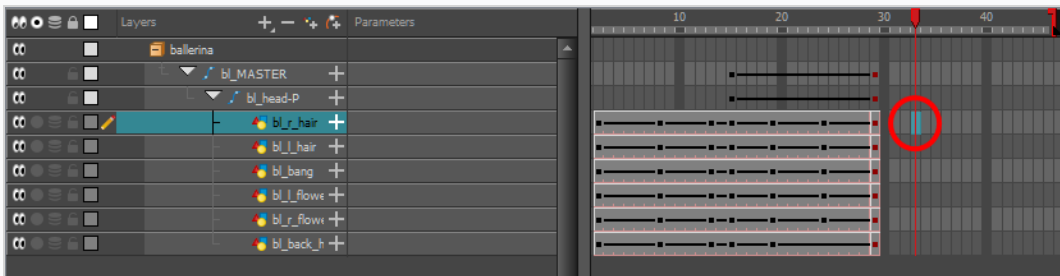 Layers Parameters 10 20 30 40
ballerina
bl_MASTER
bl_head-P
bl_r_hair
bl_l_hair
bl_bang
bl_l_flowe
bl_r_flowe
bl_back_h